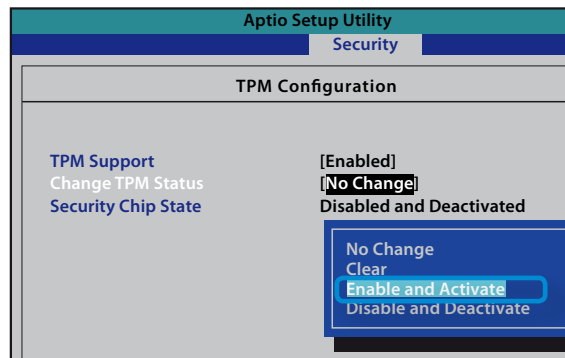 Aptio Setup Utility
Security
TPM Configuration
TPM Support [Enabled]
Change TPM Status [No Change]
Security Chip State Disabled and Deactivated
No Change
Clear
Enable and Activate
Disable and Deactivate